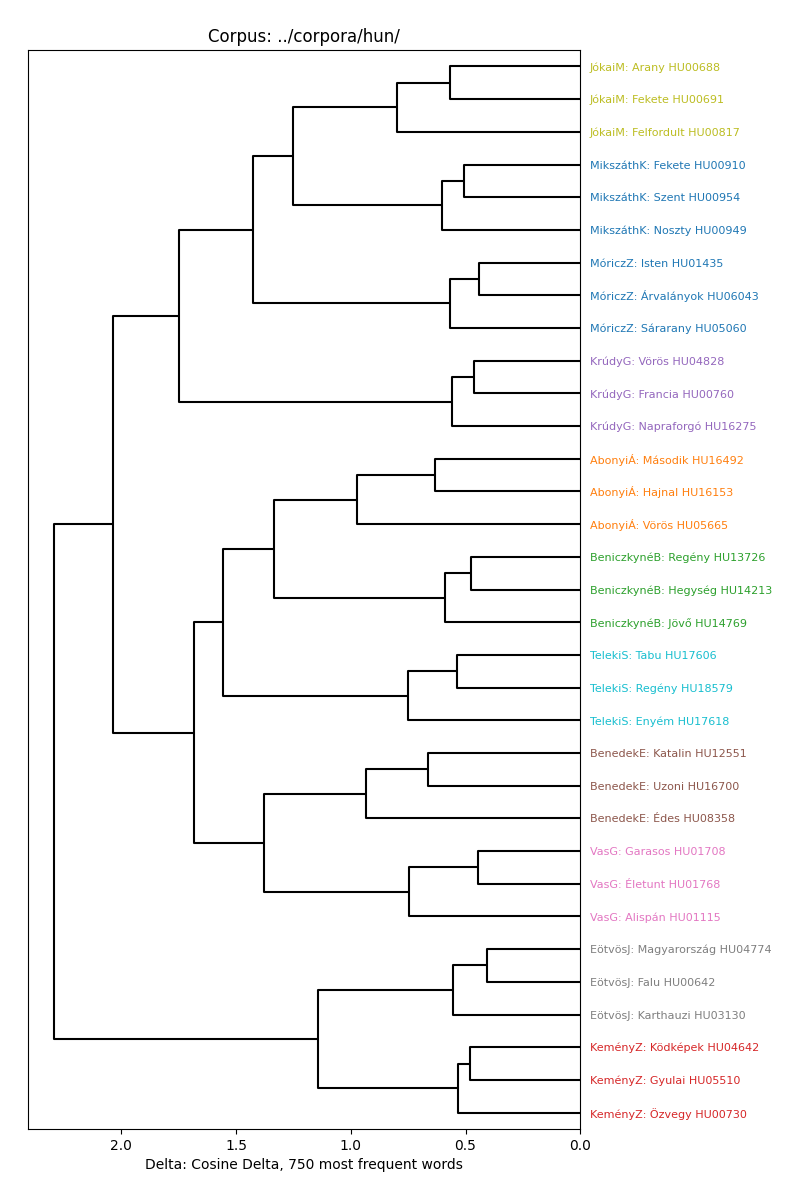 Corpus: ../corpora/hun/
JókaiM: Arany HU00688
JókaiM: Fekete HU00691
JókaiM: Felfordult HU00817
MikszáthK: Fekete HU00910
MikszáthK: Szent HU00954
MikszáthK: Noszty HU00949
MóriczZ: Isten HU01435
MóriczZ: Árvalányok HU06043
MóriczZ: Sárarany HU05060
KrúdyG: Vörös HU04828
KrúdyG: Francia HU00760
KrúdyG: Napraforgó HU16275
AbonyiÁ: Második HU16492
AbonyiÁ: Hajnal HU16153
AbonyiÁ: Vörös HU05665
BeniczkynéB: Regény HU13726
BeniczkynéB: Hegység HU14213
BeniczkynéB: Jövő HU14769
TelekiS: Tabu HU17606
TelekiS: Regény HU18579
TelekiS: Enyém HU17618
BenedekE: Katalin HU12551
BenedekE: Uzoni HU16700
BenedekE: Édes HU08358
VasG: Garasos HU01708
VasG: Életunt HU01768
VasG: Alispán HU01115
EötvösJ: Magyarország HU04774
EötvösJ: Falu HU00642
EötvösJ: Karthauzi HU03130
KeményZ: Ködképek HU04642
KeményZ: Gyulai HU05510
KeményZ: Özvegy HU00730
2.0 1.5 1.0 0.5 0.0
Delta: Cosine Delta, 750 most frequent words